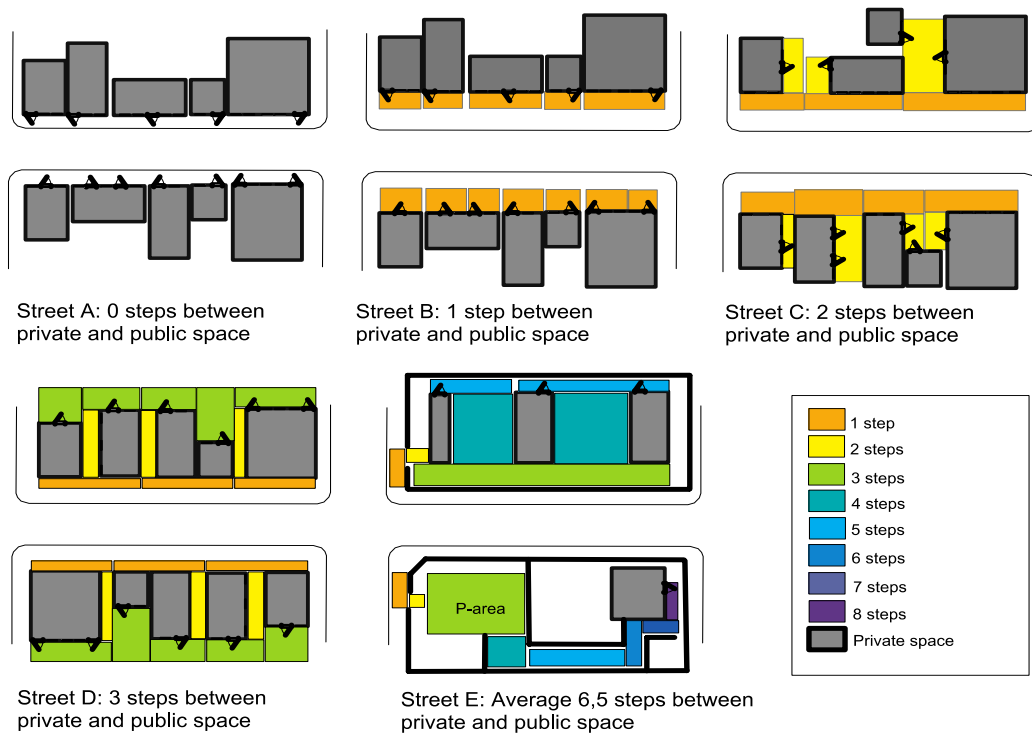 Street A: 0 steps between
private and public space
Street B: 1 step between
private and public space
Street C: 2 steps between
private and public space
1 step
2 steps
3 steps
4 steps
5 steps
6 steps
7 steps
8 steps
Private space
P-area
Street D: 3 steps between
private and public space
Street E: Average 6,5 steps between
private and public space